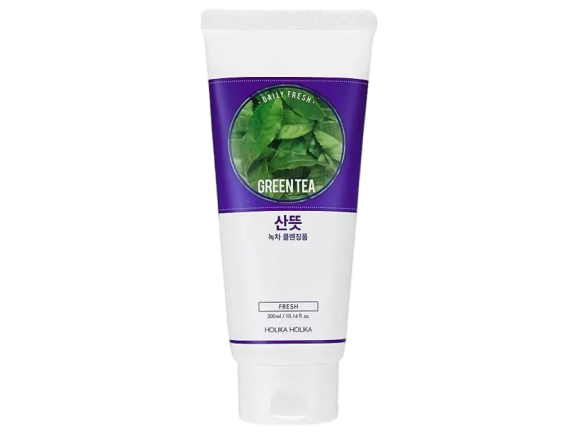 · DAILY FRESH ·
GREEN TEA
산뜻
녹차 클렌징폼
FRESH
300ml / 10.14 fl. oz.
HOLIKA HOLIKA